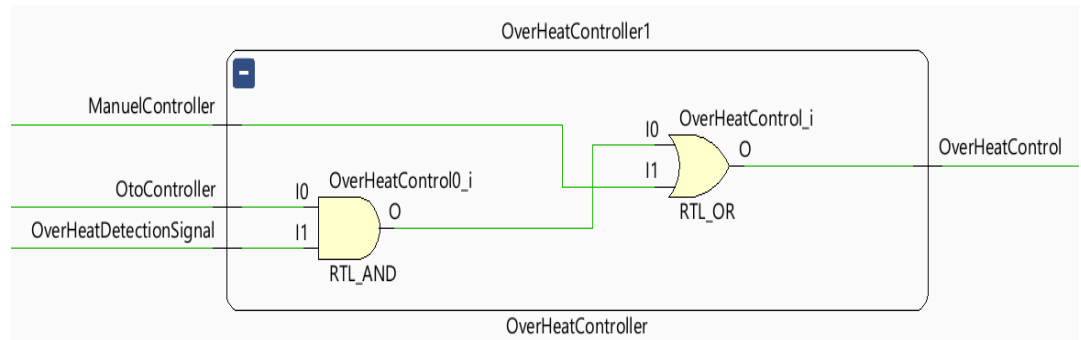 OverHeatController1
-
ManuelController
OverHeatControl_i
I0
O
OverHeatControl
I1
OtoController
I0
OverHeatControl0_i
RTL_OR
O
OverHeatDetectionSignal
I1
RTL_AND
OverHeatController